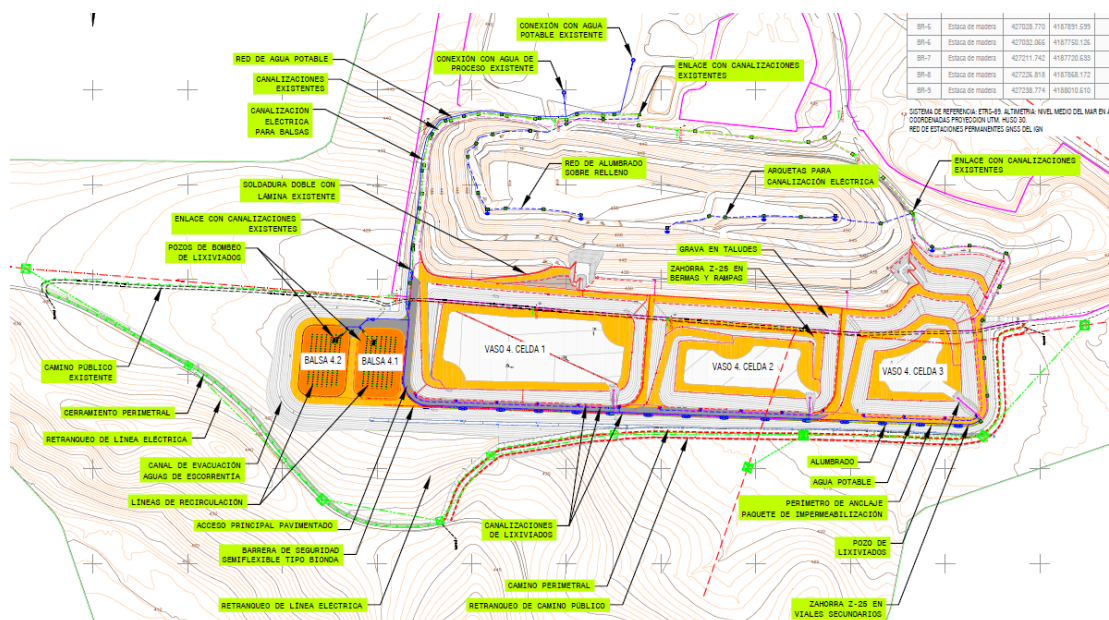 CONEXIÓN CON AGUA
POTABLE EXISTENTE
RED DE AGUA POTABLE
CONEXIÓN CON AGUA DE
PROCESO EXISTENTE
CANALIZACIONES
EXISTENTES
ENLACE CON CANALIZACIONES
EXISTENTES
CANALIZACIÓN
ELÉCTRICA
PARA BALSAS
BR-5 Estaca de madera 427028.770 4187891.599
BR-6 Estaca de madera 427032.066 4187750.126
BR-7 Estaca de madera 427211.742 4187720.633
BR-8 Estaca de madera 427226.818 4187868.172
BR-9 Estaca de madera 427238.774 4188010.610
SISTEMA DE REFERENCIA: ETRS-89. ALTIMETRÍA: NIVEL MEDIO DEL MAR EN
COORDENADAS PROYECCIÓN UTM. HUSO 30.
RED DE ESTACIONES PERMANENTES GNSS DEL IGN
RED DE ALUMBRADO
SOBRE RELLENO
ARQUETAS PARA
CANALIZACIÓN ELÉCTRICA
ENLACE CON CANALIZACIONES
EXISTENTES
SOLDADURA DOBLE CON
LÁMINA EXISTENTE
ENLACE CON CANALIZACIONES
EXISTENTES
POZOS DE BOMBEO
DE LIXIVIADOS
GRAVA EN TALUDES
ZAHORRA Z-25 EN
BERMAS Y RAMPAS
BALSA 4.2
BALSA 4.1
VASO 4. CELDA 1
VASO 4. CELDA 2
VASO 4. CELDA 3
CAMINO PÚBLICO
EXISTENTE
CERRAMIENTO PERIMETRAL
RETRANQUEO DE LÍNEA ELÉCTRICA
CANAL DE EVACUACIÓN
AGUAS DE ESCORRENTÍA
LÍNEAS DE RECIRCULACIÓN
ACCESO PRINCIPAL PAVIMENTADO
BARRERA DE SEGURIDAD
SEMIFLEXIBLE TIPO BIONDA
RETRANQUEO DE LÍNEA ELÉCTRICA
CANALIZACIONES
DE LIXIVIADOS
CAMINO PERIMETRAL
RETRANQUEO DE CAMINO PÚBLICO
ALUMBRADO
AGUA POTABLE
PERÍMETRO DE ANCLAJE
PAQUETE DE IMPERMEABILIZACIÓN
POZO DE
LIXIVIADOS
ZAHORRA Z-25 EN
VIALES SECUNDARIOS